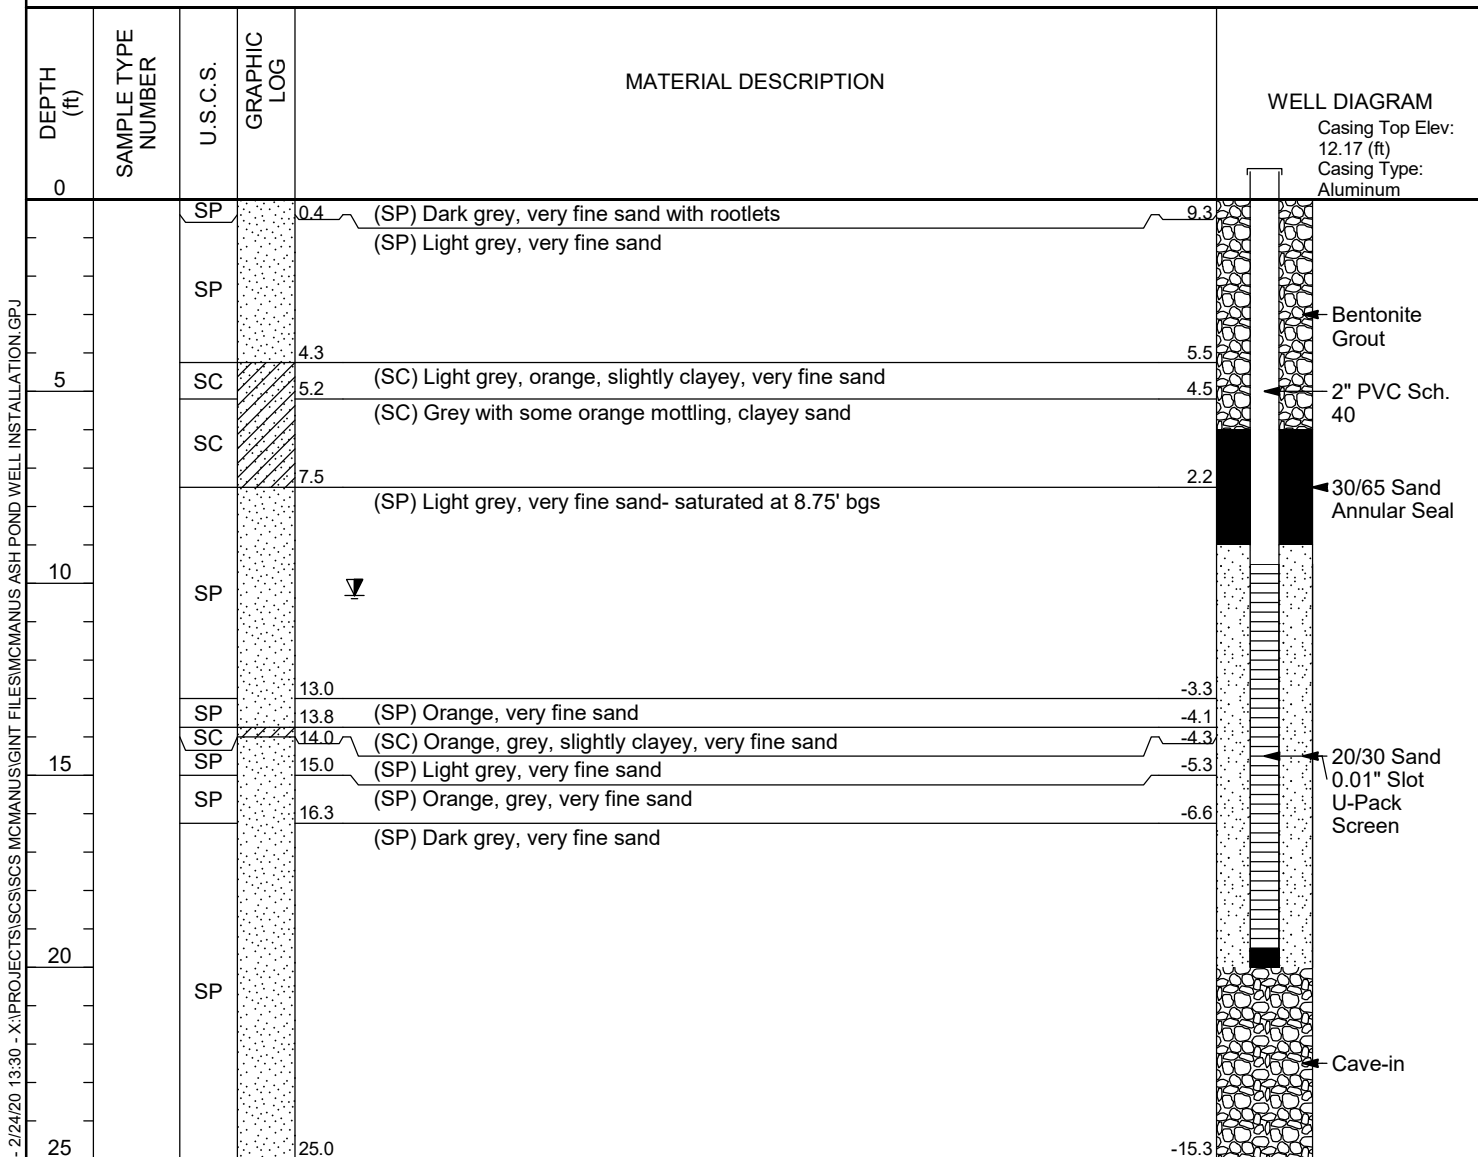 DEPTH
(ft)
SAMPLE TYPE
NUMBER
U.S.C.S.
GRAPHIC
LOG
MATERIAL DESCRIPTION
WELL DIAGRAM
Casing Top Elev:
12.17 (ft)
Casing Type:
Aluminum
0
SP
0.4
(SP) Dark grey, very fine sand with rootlets
9.3
(SP) Light grey, very fine sand
SP
Bentonite
Grout
4.3
5.5
SC
(SC) Light grey, orange, slightly clayey, very fine sand
5
5.2
4.5
2" PVC Sch.
40
(SC) Grey with some orange mottling, clayey sand
SC
7.5
2.2
30/65 Sand
Annular Seal
(SP) Light grey, very fine sand- saturated at 8.75' bgs
10
SP
13.0
-3.3
SP
(SP) Orange, very fine sand
13.8
-4.1
SC
(SC) Orange, grey, slightly clayey, very fine sand
14.0
-4.3
SP
(SP) Light grey, very fine sand
15
15.0
-5.3
20/30 Sand
0.01" Slot
U-Pack
Screen
SP
(SP) Orange, grey, very fine sand
16.3
-6.6
(SP) Dark grey, very fine sand
20
SP
Cave-in
25
25.0
-15.3
- 2/24/20 13:30 - X:\PROJECTS\SCS\SCS MCMANUS\GINT FILES\MCMANUS ASH POND WELL INSTALLATION.GPJ